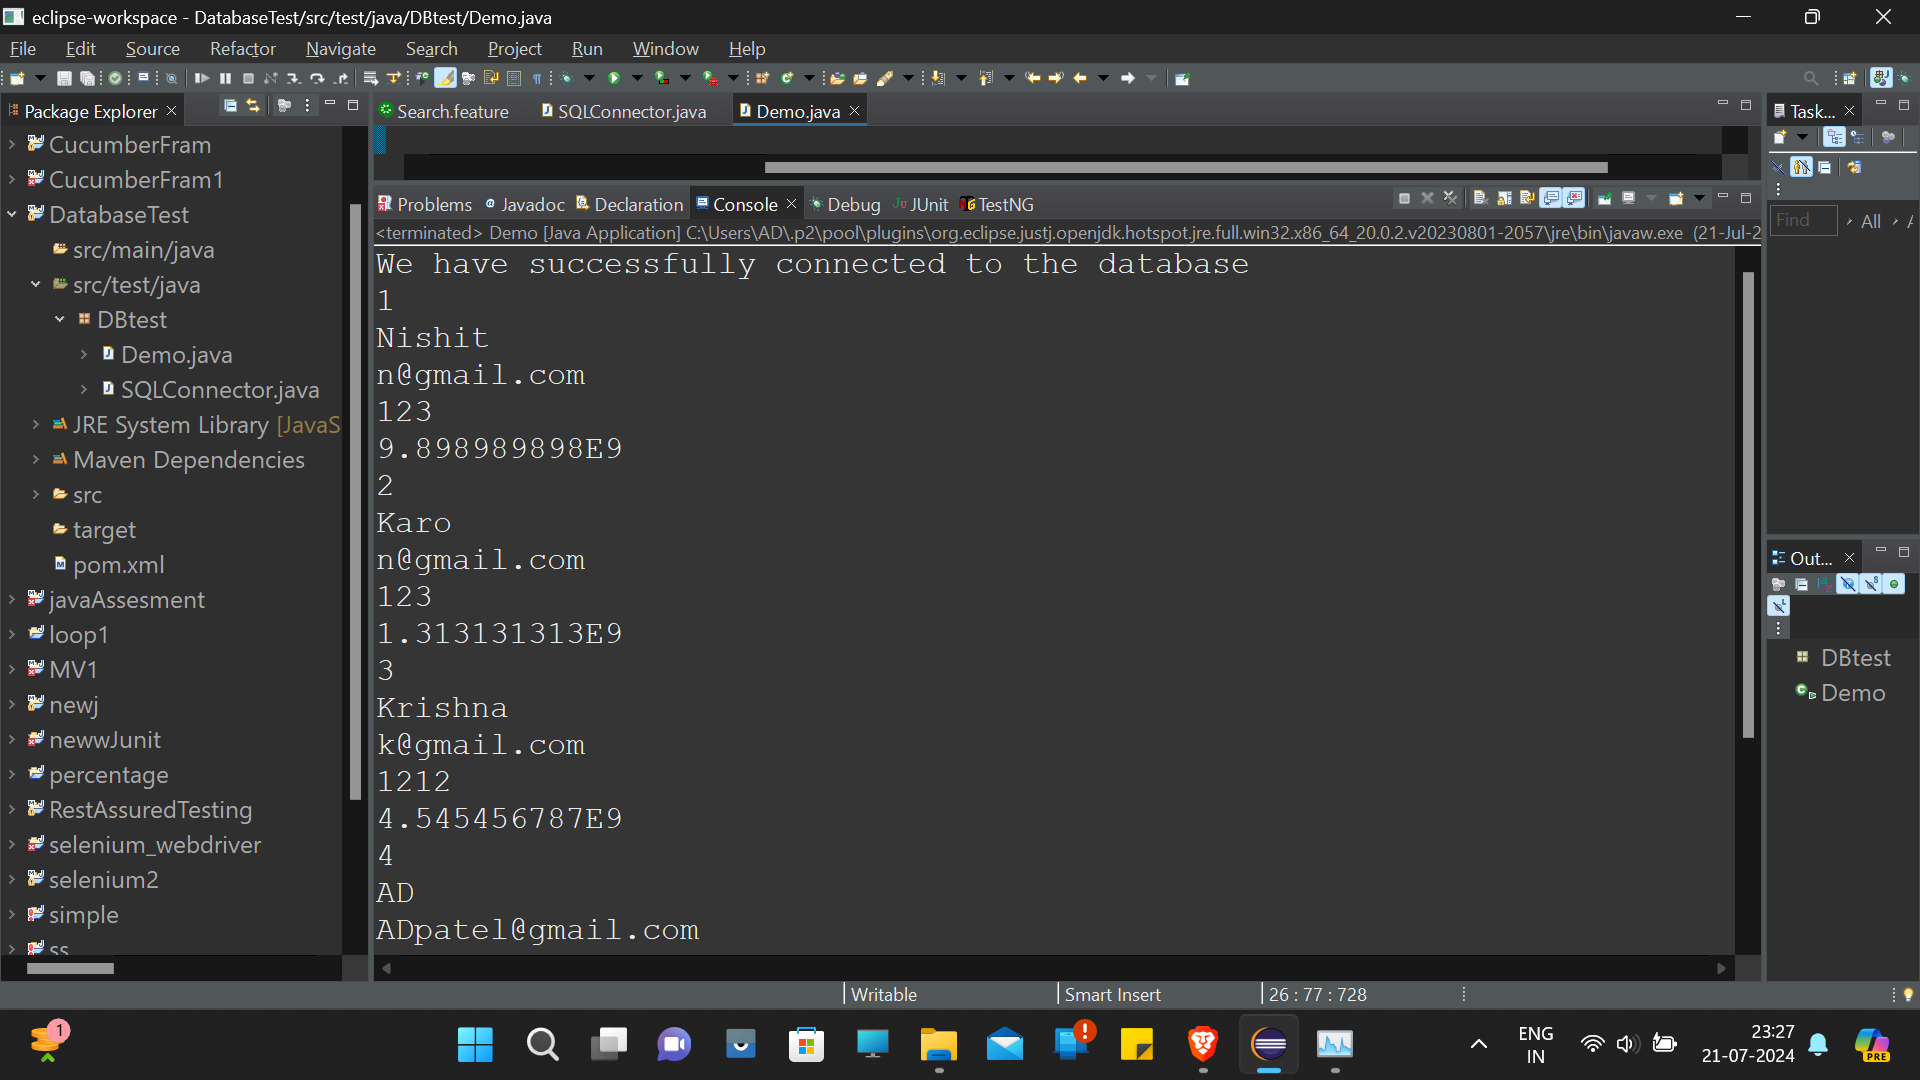 eclipse-workspace - DatabaseTest/src/test/java/DBtest/Demo.java
File Edit Source Refactor Navigate Search Project Run Window Help
Package Explorer
Search.feature SQLConnector.java Demo.java
Task...
CucumberFram
CucumberFram1
DatabaseTest
src/main/java
src/test/java
DBtest
Demo.java
SQLConnector.java
JRE System Library [JavaS
Maven Dependencies
src
target
pom.xml
javaAssesment
loop1
MV1
newj
newwJunit
percentage
RestAssuredTesting
selenium_webdriver
selenium2
simple
ss
Problems Javadoc Declaration Console Debug JUnit TestNG
<terminated> Demo [Java Application] C:\Users\AD\.p2\pool\plugins\org.eclipse.justj.openjdk.hotspot.jre.full.win32.x86_64_20.0.2.v20230801-2057\jre\bin\javaw.exe (21-Jul-2
We have successfully connected to the database
1
Nishit
n@gmail.com
123
9.898989898E9
2
Karo
n@gmail.com
123
1.313131313E9
3
Krishna
k@gmail.com
1212
4.545456787E9
4
AD
ADpatel@gmail.com
Find All
Out...
DBtest
Demo
Writable Smart Insert 26 : 77 : 728
1
ENG
IN
23:27
21-07-2024
PRE